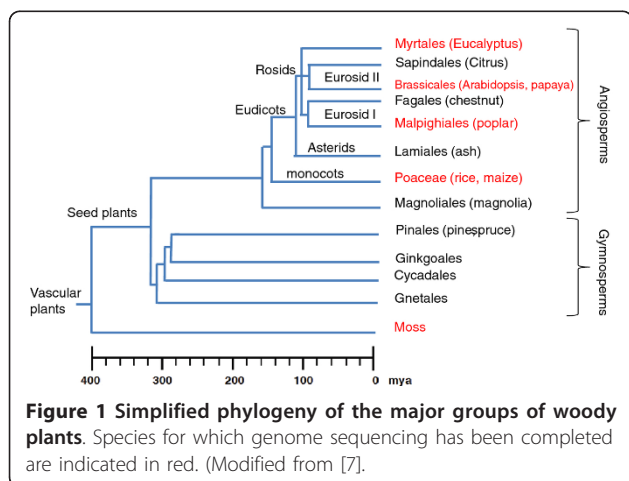 Myrtales (Eucalyptus)
Sapindales (Citrus)
Rosids
Eurosid II
Brassicales (Arabidopsis, papaya)
Fagales (chestnut)
Eudicots
Eurosid I
Malpighiales (poplar)
Asterids
Lamiales (ash)
monocots
Poaceae (rice, maize)
Magnoliales (magnolia)
Angiosperms
Seed plants
Pinales (pinespruce)
Ginkgoales
Cycadales
Gnetales
Gymnosperms
Vascular
plants
Moss
400 300 200 100 0 mya
Figure 1 Simplified phylogeny of the major groups of woody
plants. Species for which genome sequencing has been completed
are indicated in red. (Modified from [7].